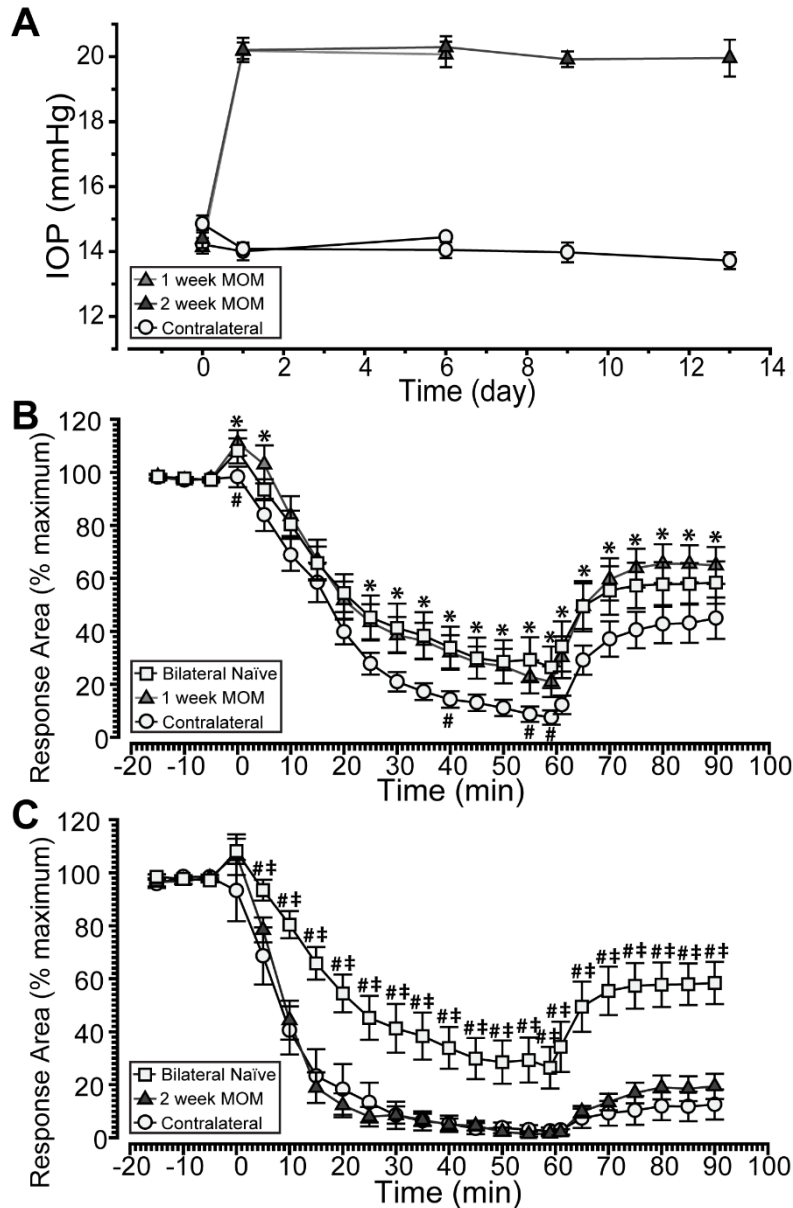 A
IOP (mmHg)
20
18
16
14
12
1 week MOM
2 week MOM
Contralateral
0 2 4 6 8 10 12 14
Time (day)
B
Response Area (% maximum)
120
100
80
60
40
20
0
* *
#
* * * * * * * * * * * * * *
# # #
Bilateral Naïve
1 week MOM
Contralateral
-20 -10 0 10 20 30 40 50 60 70 80 90 100
Time (min)
C
Response Area (% maximum)
120
100
80
60
40
20
0
#‡ #‡ #‡ #‡ #‡ #‡ #‡ #‡ #‡ #‡ #‡ #‡ #‡ #‡ #‡ #‡ #‡ #‡ #‡
Bilateral Naïve
2 week MOM
Contralateral
-20 -10 0 10 20 30 40 50 60 70 80 90 100
Time (min)